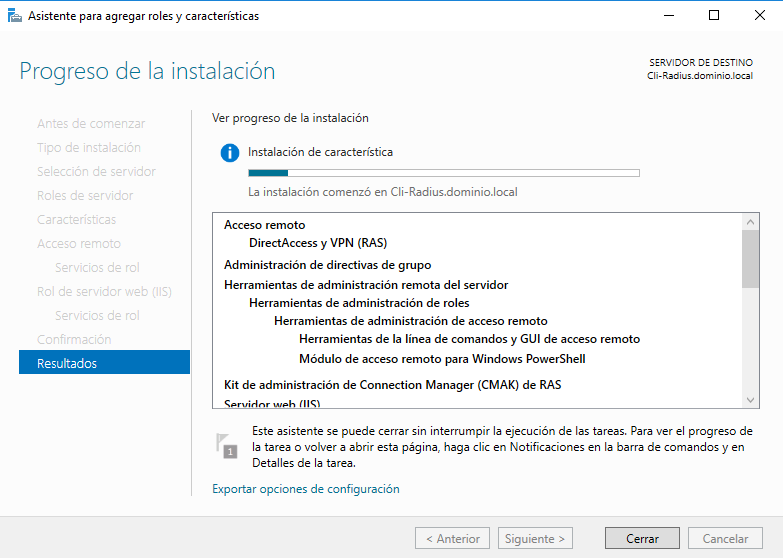 Asistente para agregar roles y características
Progreso de la instalación
SERVIDOR DE DESTINO
Cli-Radius.dominio.local
Antes de comenzar
Tipo de instalación
Selección de servidor
Roles de servidor
Características
Acceso remoto
Servicios de rol
Rol de servidor web (IIS)
Servicios de rol
Confirmación
Resultados
Ver progreso de la instalación
Instalación de característica
La instalación comenzó en Cli-Radius.dominio.local
Acceso remoto
DirectAccess y VPN (RAS)
Administración de directivas de grupo
Herramientas de administración remota del servidor
Herramientas de administración de roles
Herramientas de administración de acceso remoto
Herramientas de la línea de comandos y GUI de acceso remoto
Módulo de acceso remoto para Windows PowerShell
Kit de administración de Connection Manager (CMAK) de RAS
Servidor web (IIS)
1
Este asistente se puede cerrar sin interrumpir la ejecución de las tareas. Para ver el progreso de
la tarea o volver a abrir esta página, haga clic en Notificaciones en la barra de comandos y en
Detalles de la tarea.
Exportar opciones de configuración
< Anterior
Siguiente >
Cerrar
Cancelar